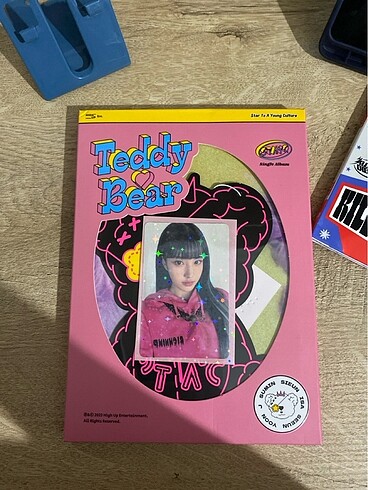 Star To A Young Culture
Teddy
Bear
Single Album
STAYC
SUMIN SIEUN ISA SEEUN YOON J
℗&© 2023 High Up Entertainment.
All Rights Reserved.